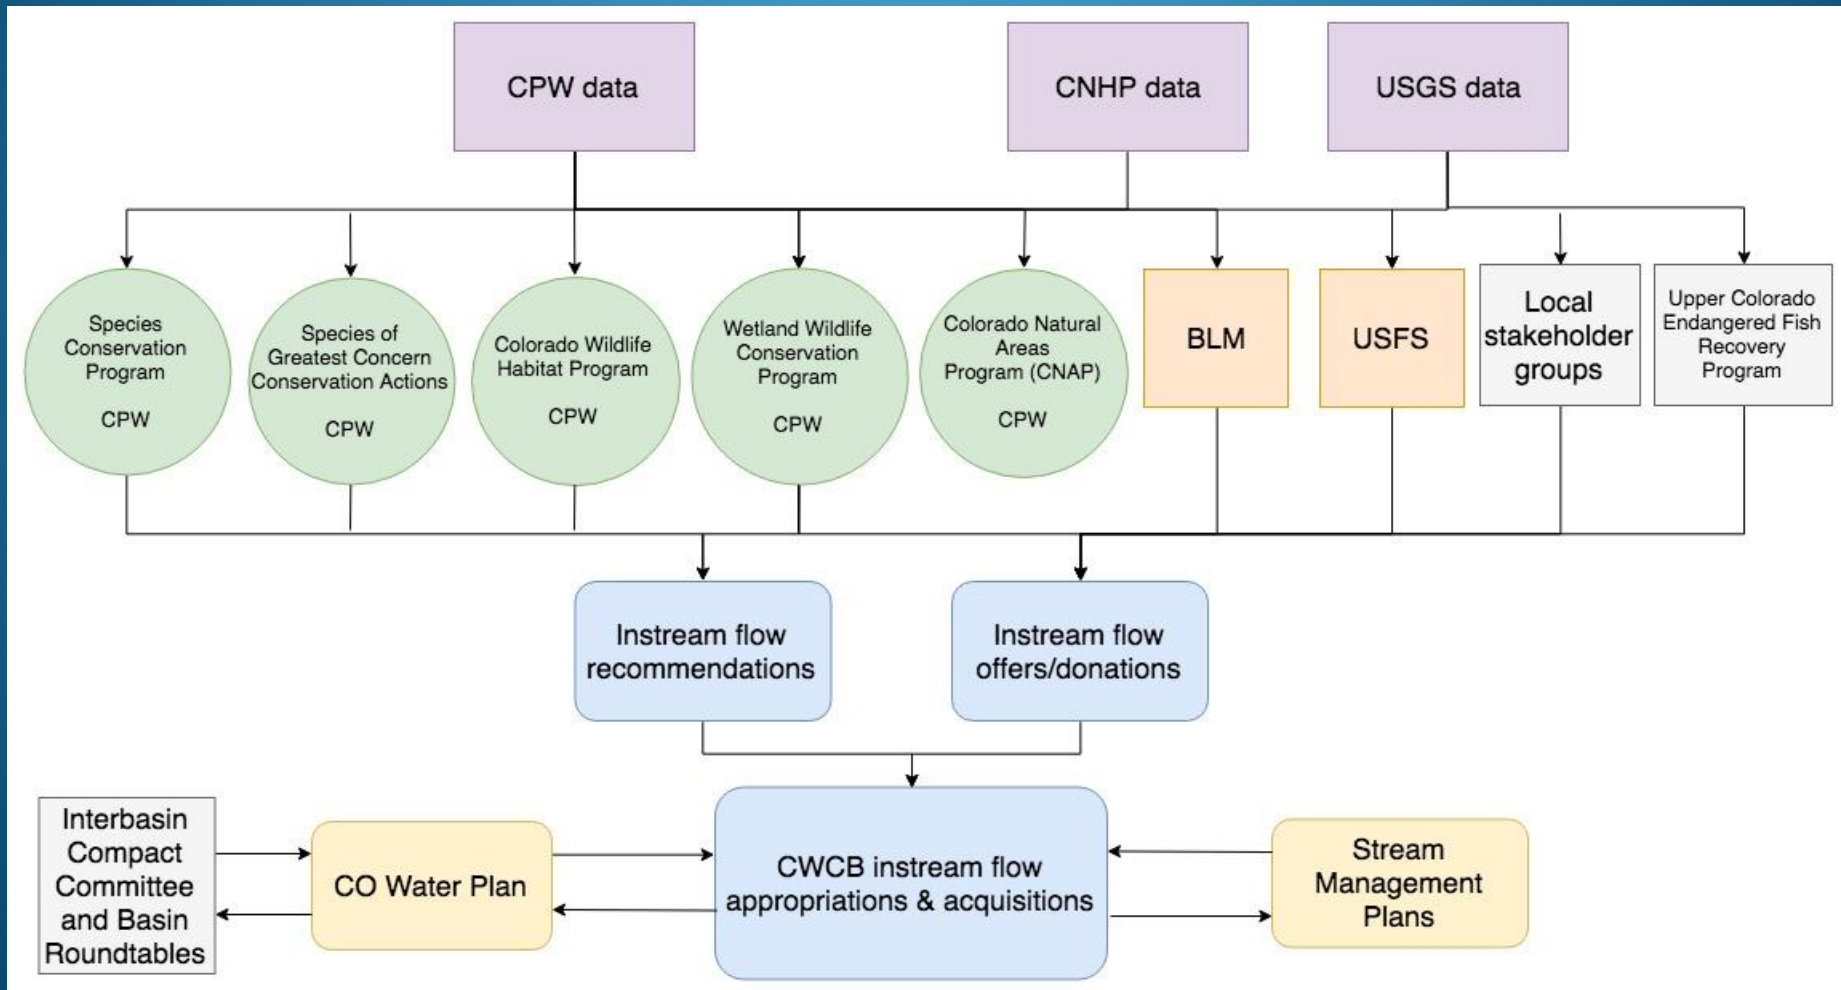 CPW data
CNHP data
USGS data
Species
Conservation
Program
CPW
Species of
Greatest Concern
Conservation Actions
CPW
Colorado Wildlife
Habitat Program
CPW
Wetland Wildlife
Conservation
Program
CPW
Colorado Natural
Areas
Program (CNAP)
CPW
BLM
USFS
Local
stakeholder
groups
Upper Colorado
Endangered Fish
Recovery
Program
Instream flow
recommendations
Instream flow
offers/donations
Interbasin
Compact
Committee
and Basin
Roundtables
CO Water Plan
CWCB instream flow
appropriations & acquisitions
Stream
Management
Plans